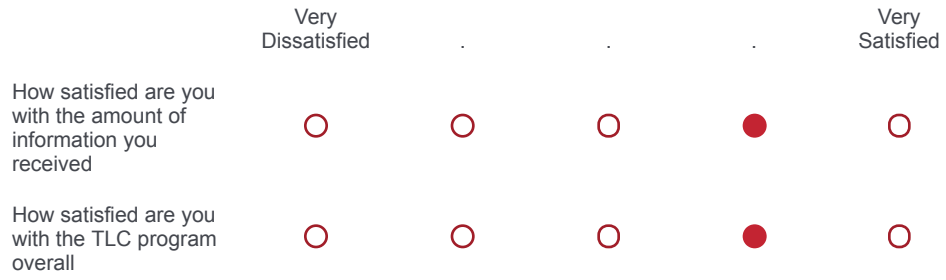 Very
Dissatisfied
.
.
.
Very
Satisfied
How satisfied are you
with the amount of
information you
received
How satisfied are you
with the TLC program
overall